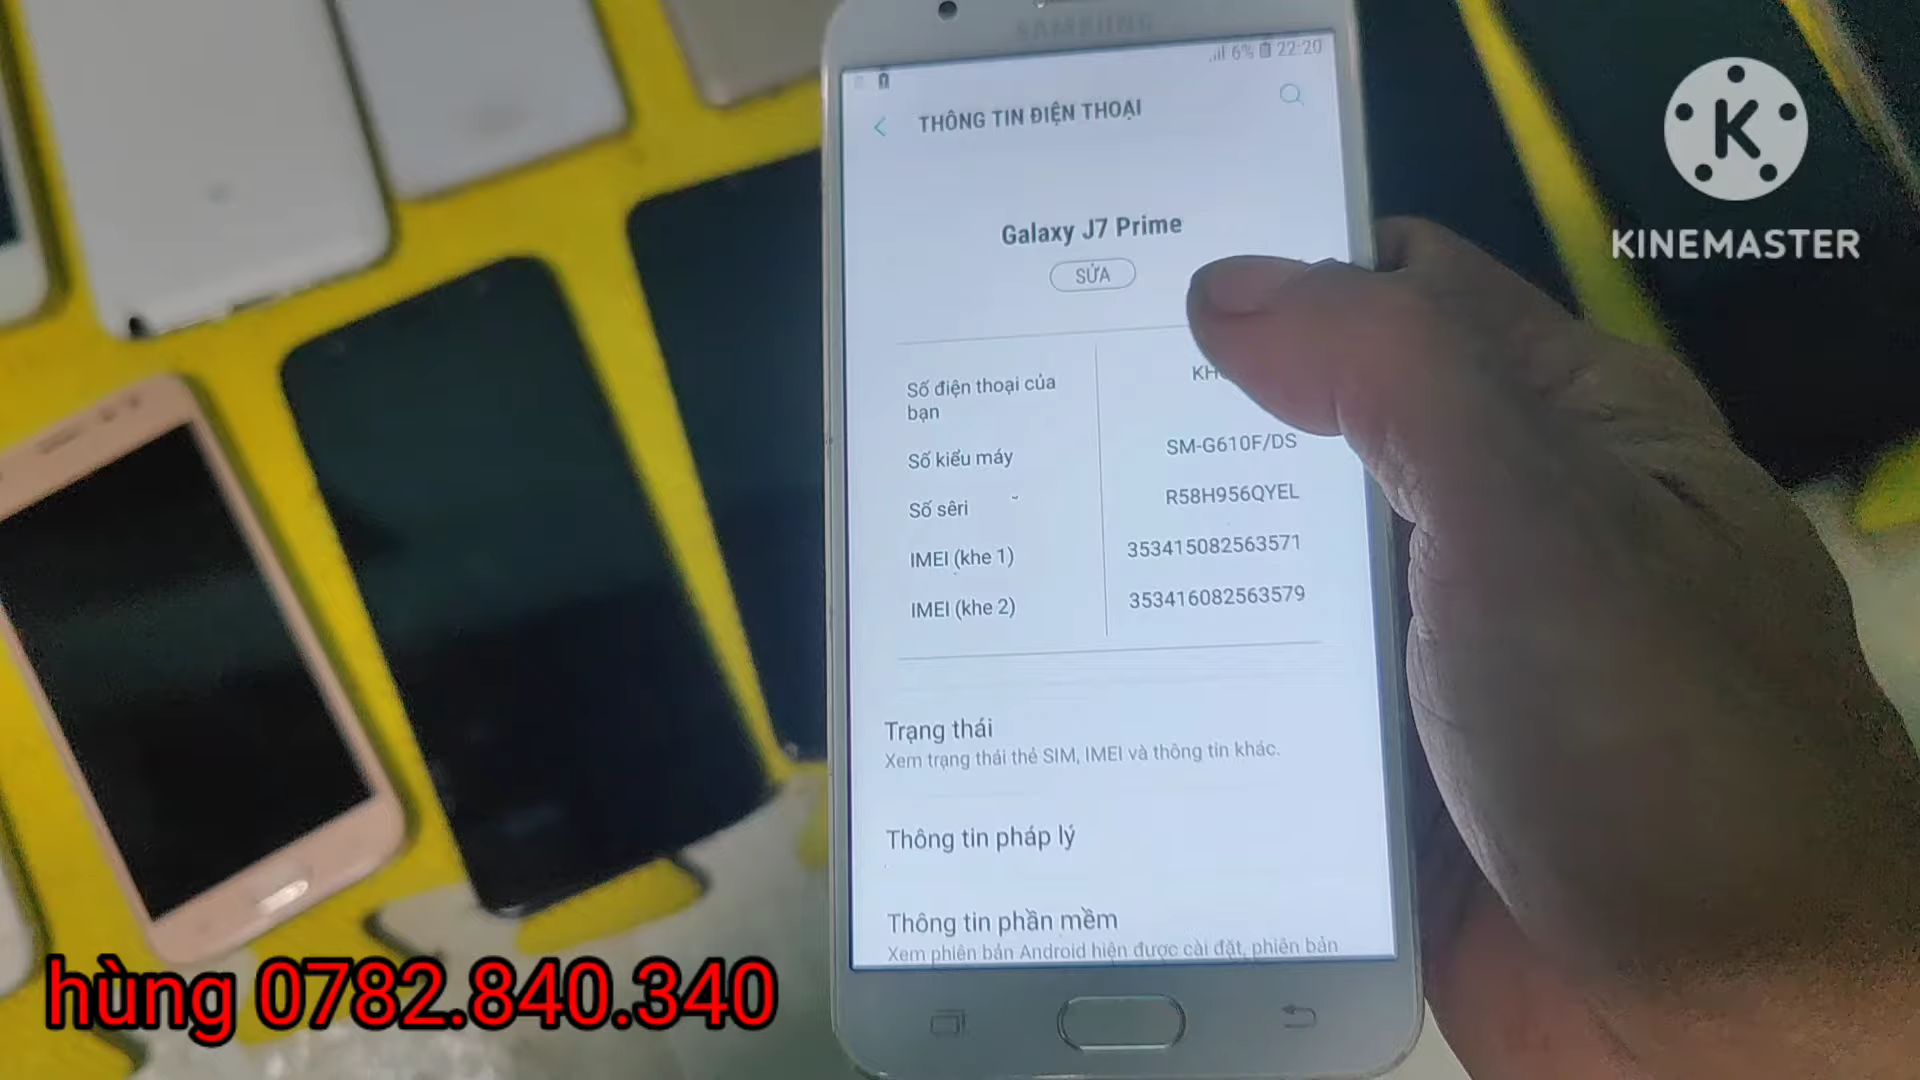 SAMSUNG
6% 22:20
THÔNG TIN ĐIỆN THOẠI
K
KINEMASTER
Galaxy J7 Prime
SỬA
Số điện thoại của bạn
Số kiểu máy SM-G610F/DS
Số sêri R58H956QYEL
IMEI (khe 1) 353415082563571
IMEI (khe 2) 353416082563579
Trạng thái
Xem trạng thái thẻ SIM, IMEI và thông tin khác.
Thông tin pháp lý
Thông tin phần mềm
Xem phiên bản Android hiện được cài đặt, phiên bản
hùng 0782.840.340